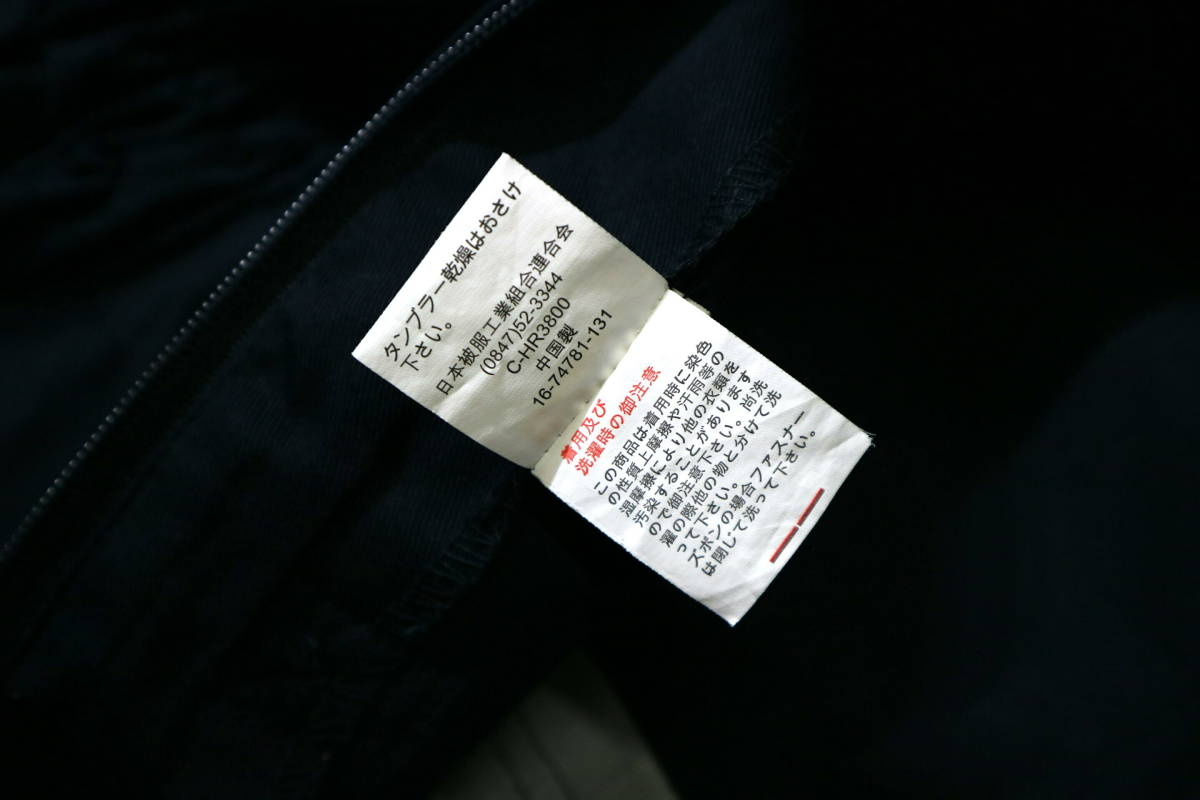 タンブラー乾燥はおさけ
下さい。
日本被服工業組合連合会
(0847)52-3344
C-HR3800
中国製
16-74781-131
着用及び
洗濯時の御注意
この商品は着用時に染色
の性質上摩擦や汗雨等の
湿摩擦により他の衣類を
汚染することがあります
ので御注意下さい。尚洗
濯の際他の物と分けて洗
って下さい。
ズボンの場合ファスナー
は閉じて洗って下さい。